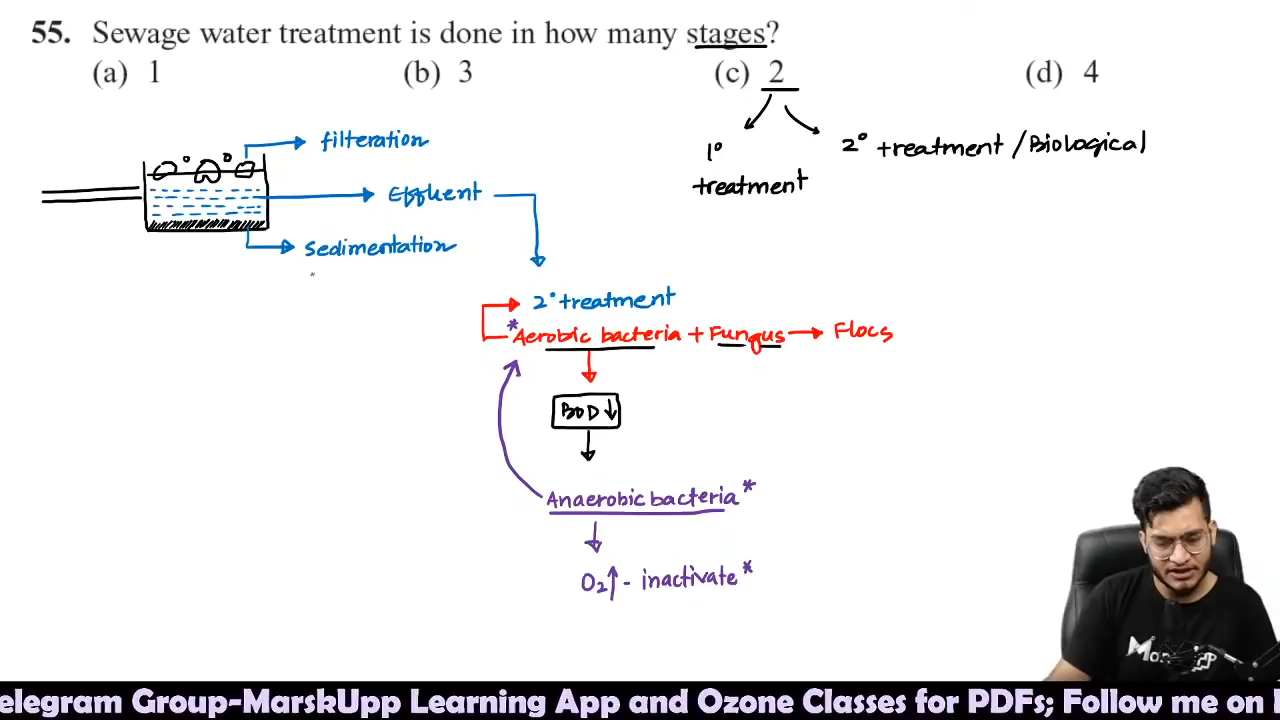 55. Sewage water treatment is done in how many stages?
(a) 1 (b) 3 (c) 2 (d) 4
filteration
1° treatment
2° treatment / Biological
Effluent
Sedimentation
2° treatment
*Aerobic bacteria + Fungus → Flocs
BOD↓
Anaerobic bacteria*
O2↑ - inactivate*
elegram Group-MarskUpp Learning App and Ozone Classes for PDFs; Follow me on